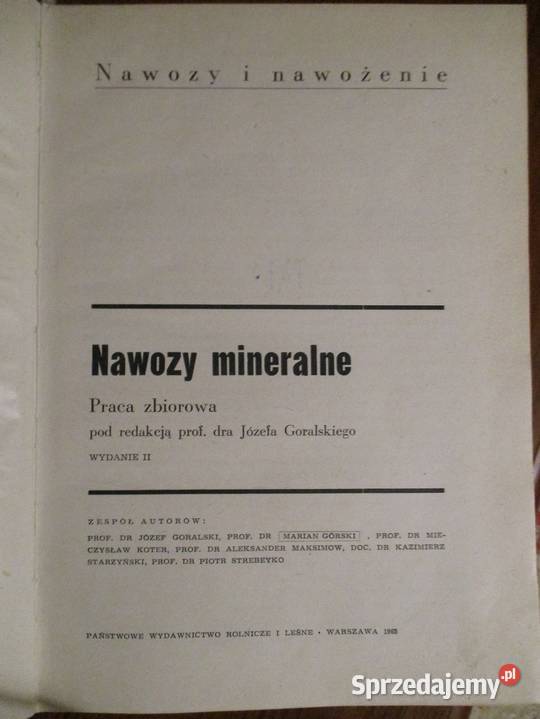 Nawozy i nawożenie
Nawozy mineralne
Praca zbiorowa
pod redakcją prof. dra Józefa Goralskiego
WYDANIE II
ZESPÓŁ AUTORÓW:
PROF. DR JÓZEF GORALSKI, PROF. DR MARIAN GÓRSKI , PROF. DR MIE-
CZYSŁAW KOTER, PROF. DR ALEKSANDER MAKSIMOW, DOC. DR KAZIMIERZ
STARZYŃSKI, PROF. DR PIOTR STREBEYKO
PAŃSTWOWE WYDAWNICTWO ROLNICZE I LEŚNE • WARSZAWA
Sprzedajemy.pl